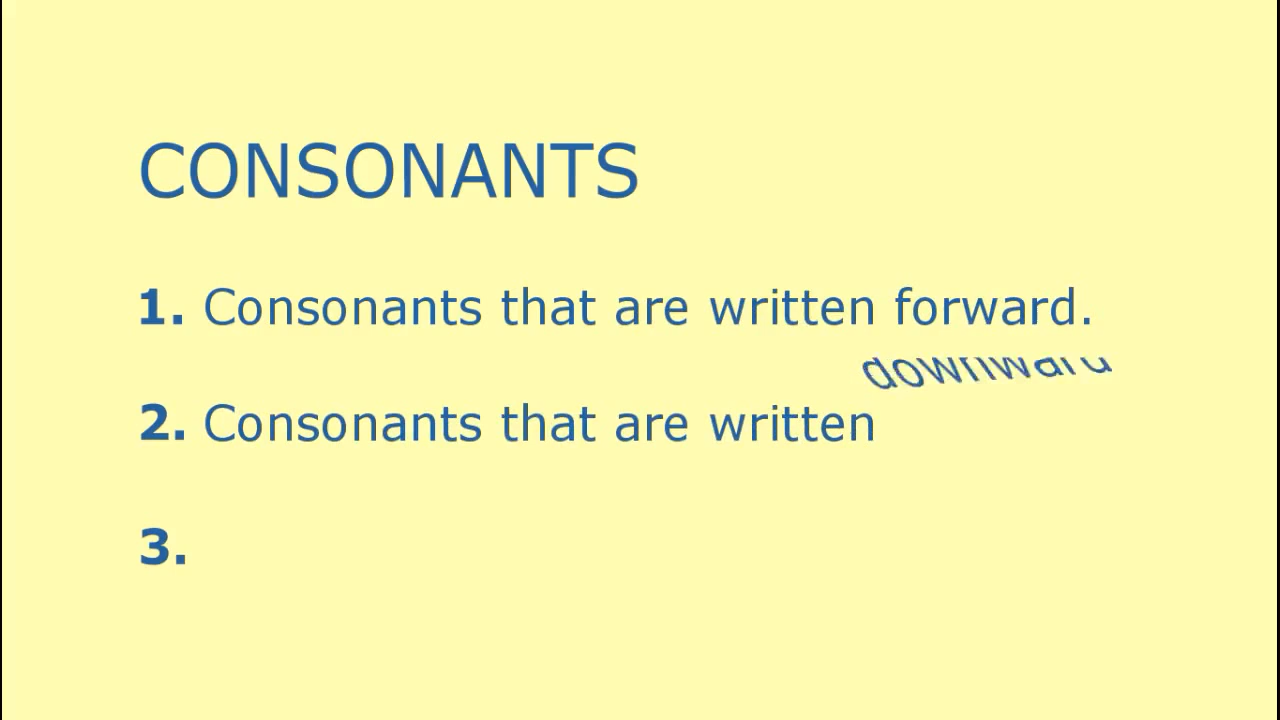 CONSONANTS
1. Consonants that are written forward.
downward
2. Consonants that are written
3.